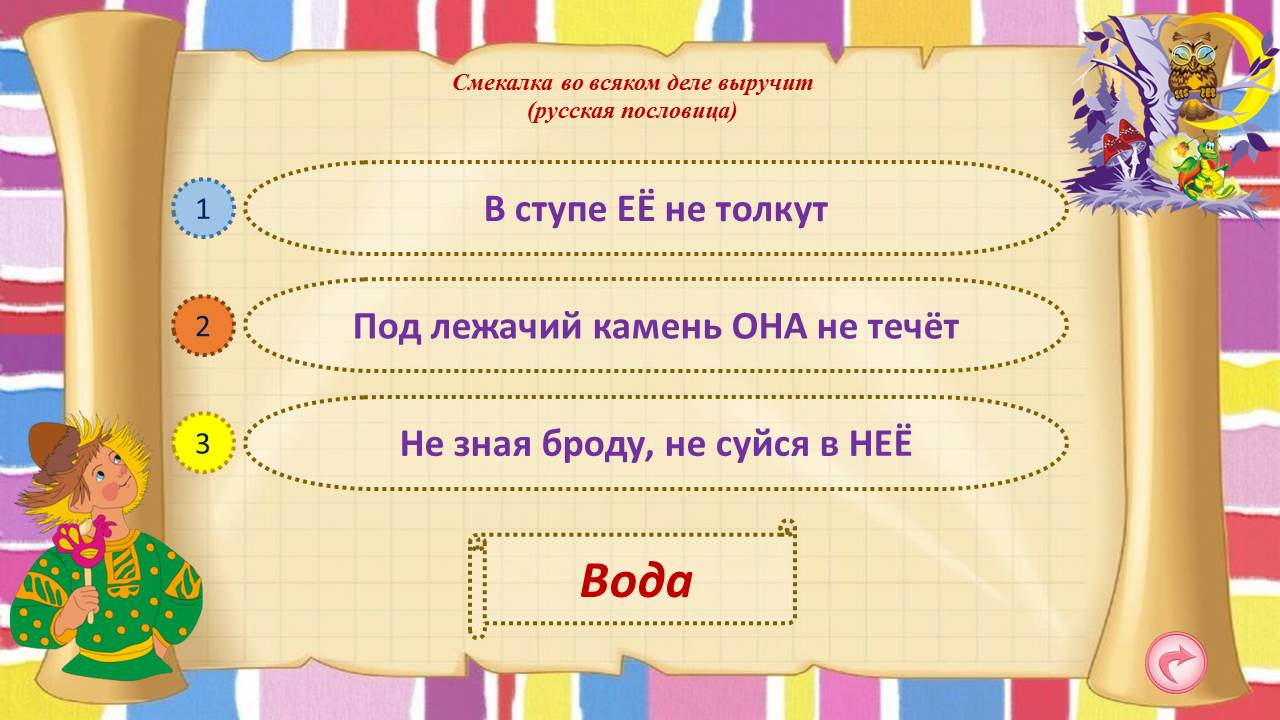 Смекалка во всяком деле выручит
(русская пословица)
1
В ступе ЕЁ не толкут
2
Под лежачий камень ОНА не течёт
3
Не зная броду, не суйся в НЕЁ
Вода